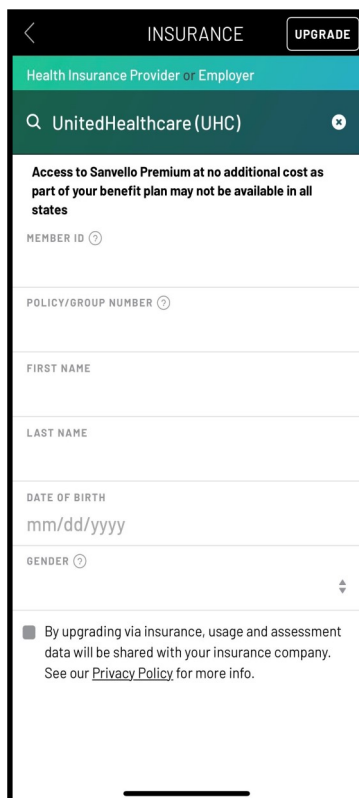 INSURANCE
UPGRADE
Health Insurance Provider or Employer
UnitedHealthcare (UHC)
Access to Sanvello Premium at no additional cost as
part of your benefit plan may not be available in all
states
MEMBER ID ?
POLICY/GROUP NUMBER ?
FIRST NAME
LAST NAME
DATE OF BIRTH
mm/dd/yyyy
GENDER ?
By upgrading via insurance, usage and assessment
data will be shared with your insurance company.
See our Privacy Policy for more info.